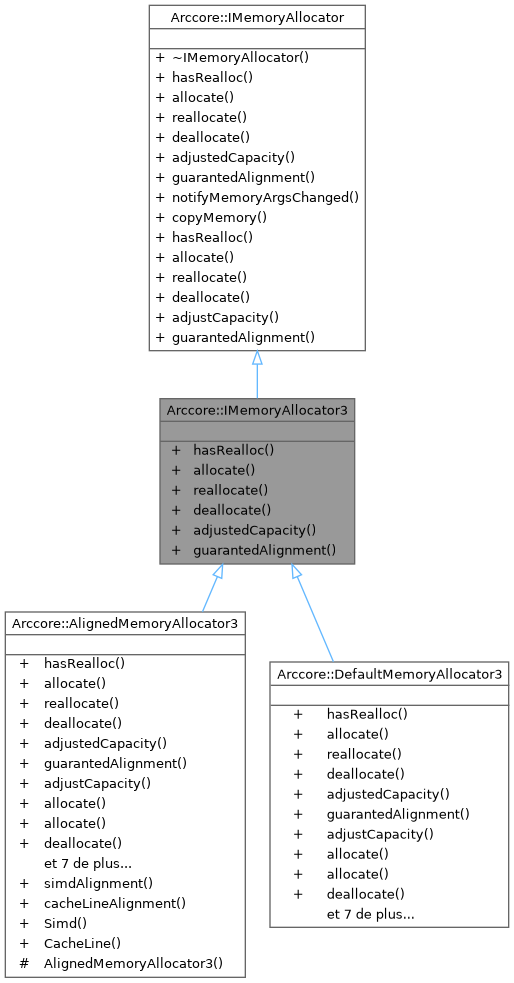 Arccore::IMemoryAllocator
+ ~IMemoryAllocator()
+ hasRealloc()
+ allocate()
+ reallocate()
+ deallocate()
+ adjustedCapacity()
+ guarantedAlignment()
+ notifyMemoryArgsChanged()
+ copyMemory()
+ hasRealloc()
+ allocate()
+ reallocate()
+ deallocate()
+ adjustCapacity()
+ guarantedAlignment()
Arccore::IMemoryAllocator3
+ hasRealloc()
+ allocate()
+ reallocate()
+ deallocate()
+ adjustedCapacity()
+ guarantedAlignment()
Arccore::AlignedMemoryAllocator3
+ hasRealloc()
+ allocate()
+ reallocate()
+ deallocate()
+ adjustedCapacity()
+ guarantedAlignment()
+ adjustCapacity()
+ allocate()
+ allocate()
+ deallocate()
et 7 de plus...
+ simdAlignment()
+ cacheLineAlignment()
+ Simd()
+ CacheLine()
# AlignedMemoryAllocator3()
Arccore::DefaultMemoryAllocator3
+ hasRealloc()
+ allocate()
+ reallocate()
+ deallocate()
+ adjustedCapacity()
+ guarantedAlignment()
+ adjustCapacity()
+ allocate()
+ allocate()
+ deallocate()
et 7 de plus...